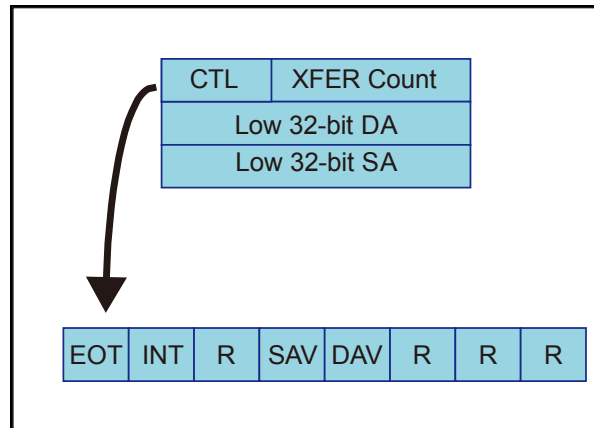 CTL XFER Count
Low 32-bit DA
Low 32-bit SA
EOT INT R SAV DAV R R R